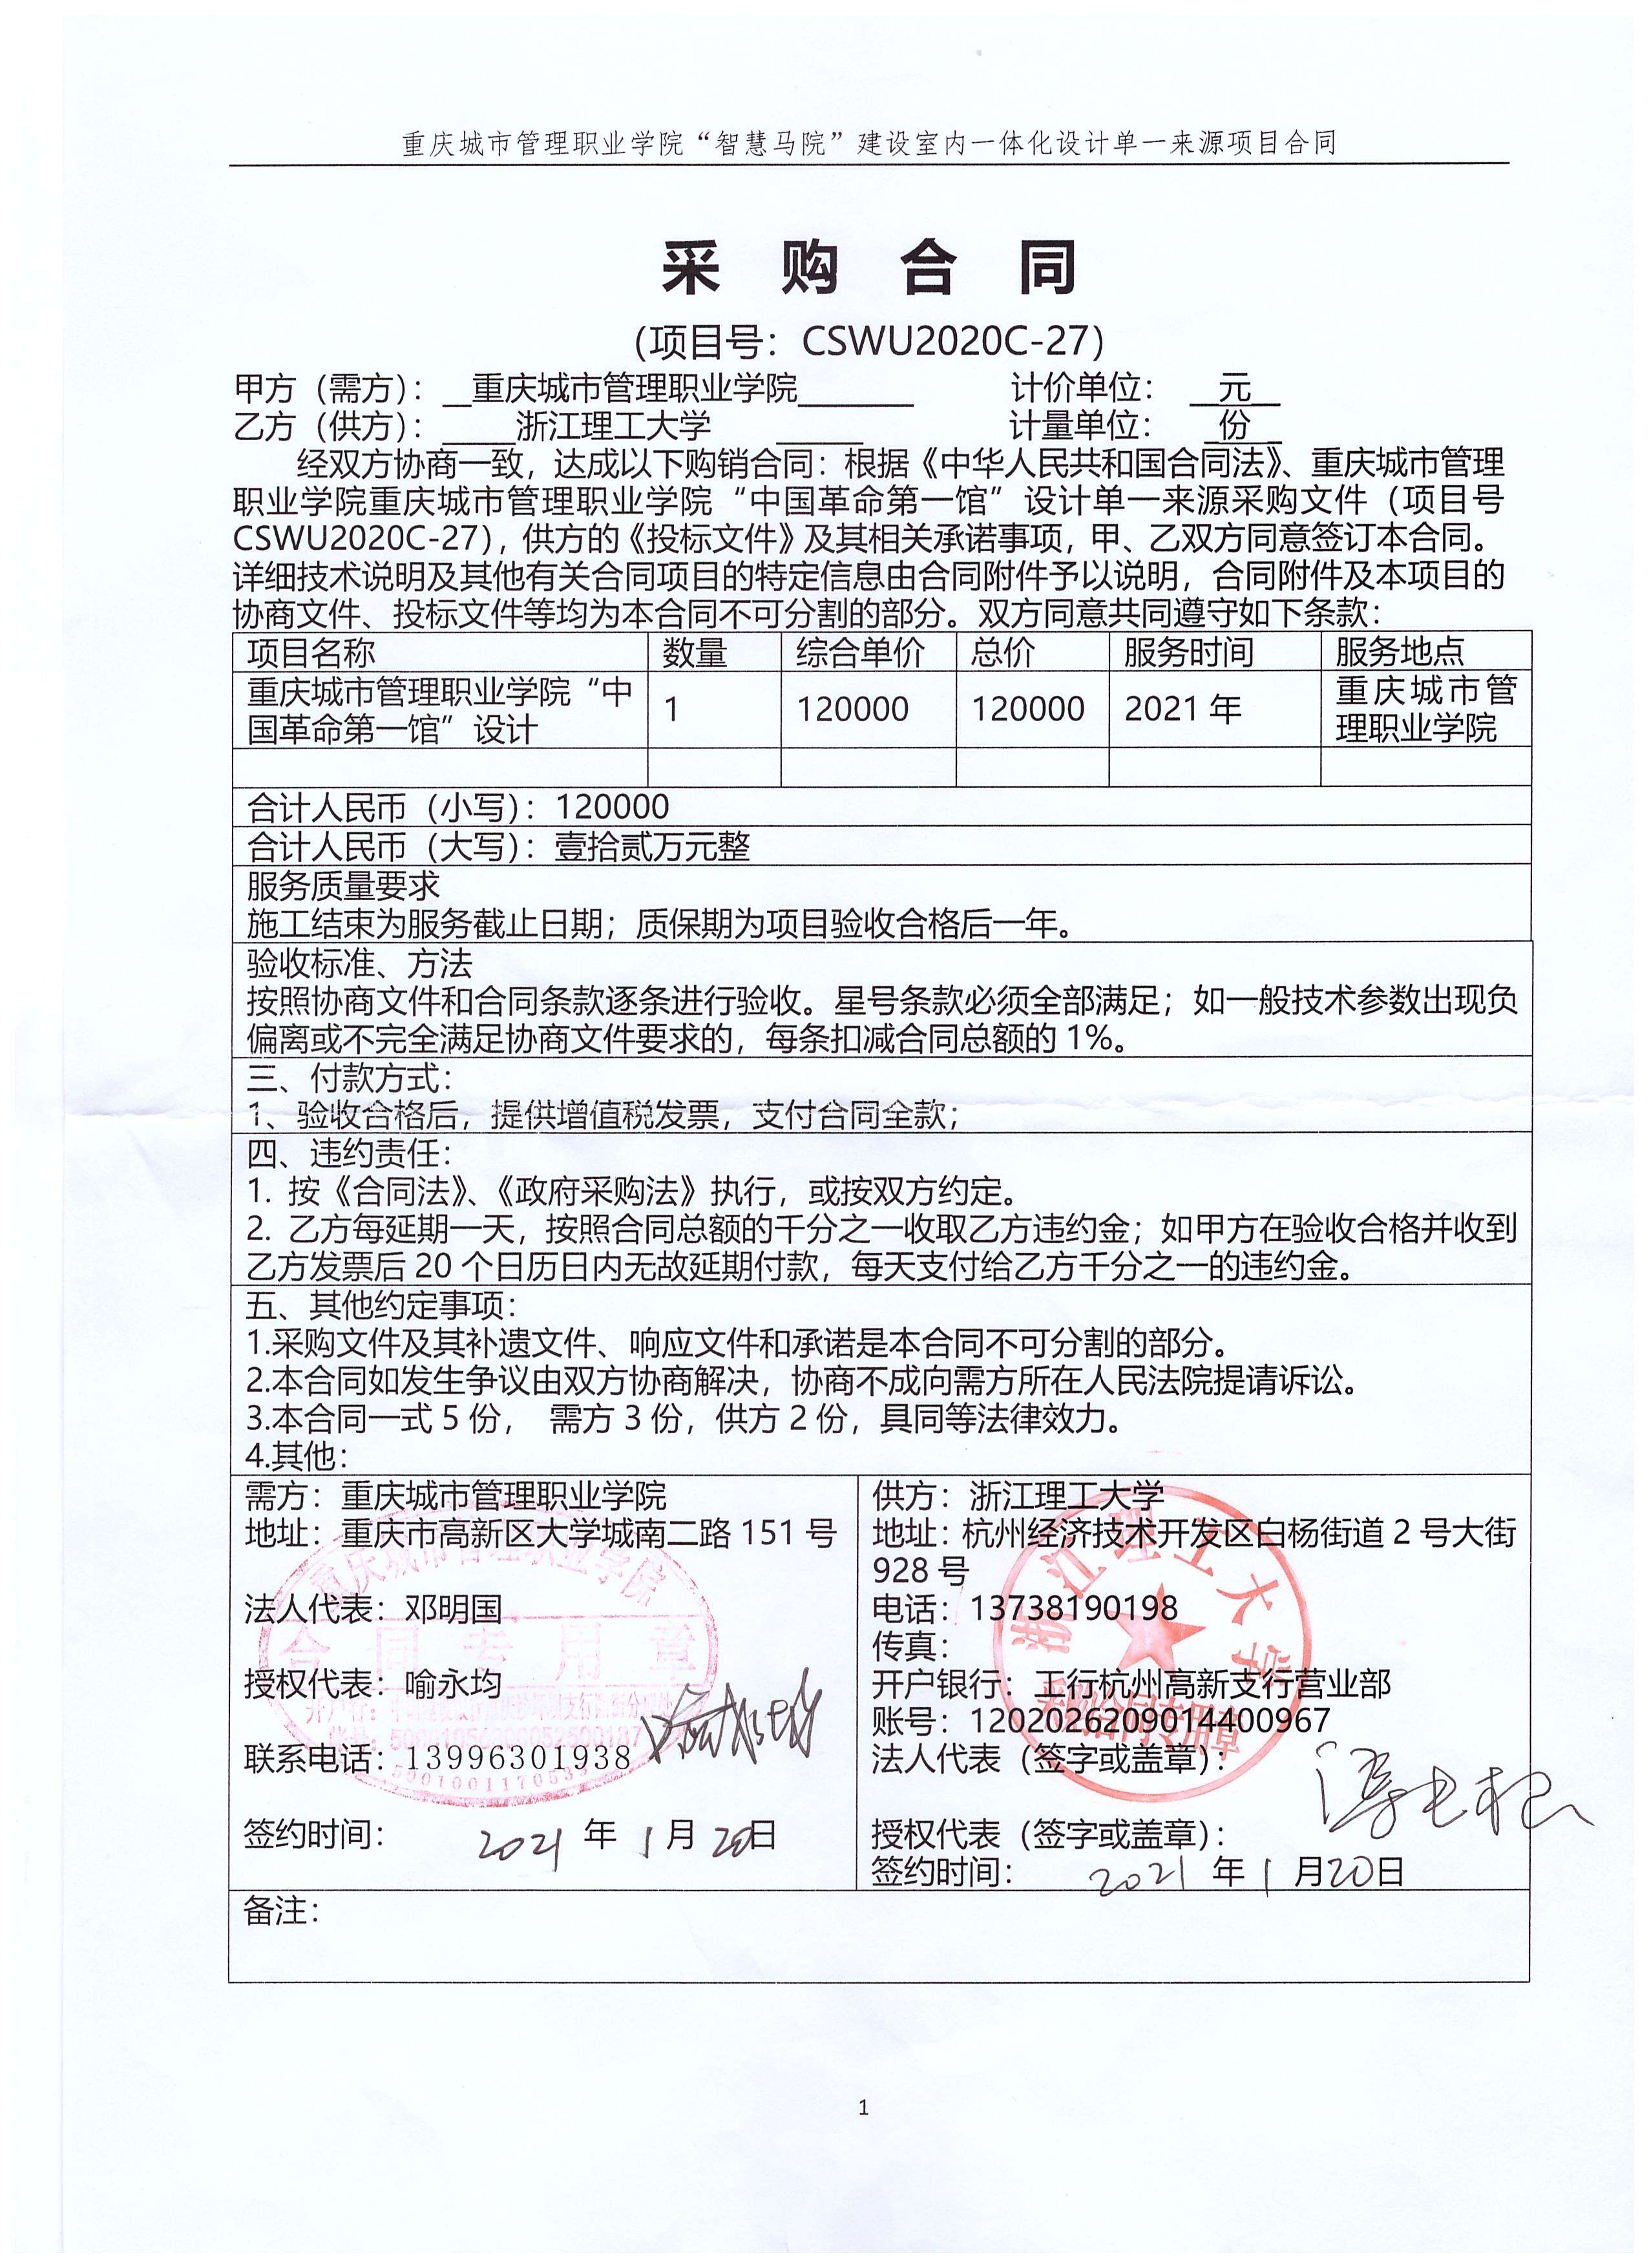 重庆城市管理职业学院“智慧马院”建设室内一体化设计单一来源项目合同
采 购 合 同
（项目号：CSWU2020C-27）
甲方（需方）：__重庆城市管理职业学院________ 计价单位： 元
乙方（供方）：_____浙江理工大学 ______ 计量单位： 份
经双方协商一致，达成以下购销合同：根据《中华人民共和国合同法》、重庆城市管理
职业学院重庆城市管理职业学院“中国革命第一馆”设计单一来源采购文件（项目号
CSWU2020C-27），供方的《投标文件》及其相关承诺事项，甲、乙双方同意签订本合同。
详细技术说明及其他有关合同项目的特定信息由合同附件予以说明，合同附件及本项目的
协商文件、投标文件等均为本合同不可分割的部分。双方同意共同遵守如下条款：
项目名称 数量 综合单价 总价 服务时间 服务地点
重庆城市管理职业学院“中
国革命第一馆”设计 1 120000 120000 2021 年 重庆城市管
理职业学院
合计人民币（小写）：120000
合计人民币（大写）：壹拾贰万元整
服务质量要求
施工结束为服务截止日期；质保期为项目验收合格后一年。
验收标准、方法
按照协商文件和合同条款逐条进行验收。星号条款必须全部满足；如一般技术参数出现负
偏离或不完全满足协商文件要求的，每条扣减合同总额的 1%。
三、付款方式：
1、验收合格后，提供增值税发票，支付合同全款；
四、违约责任：
1. 按《合同法》、《政府采购法》执行，或按双方约定。
2. 乙方每延期一天，按照合同总额的千分之一收取乙方违约金；如甲方在验收合格并收到
乙方发票后 20 个日历日内无故延期付款，每天支付给乙方千分之一的违约金。
五、其他约定事项：
1.采购文件及其补遗文件、响应文件和承诺是本合同不可分割的部分。
2.本合同如发生争议由双方协商解决，协商不成向需方所在人民法院提请诉讼。
3.本合同一式 5 份， 需方 3 份，供方 2 份，具同等法律效力。
4.其他：
需方：重庆城市管理职业学院
地址：重庆市高新区大学城南二路 151 号
法人代表：邓明国
授权代表：喻永均
联系电话：13996301938
签约时间： 2021 年 1 月 20 日
重庆城市管理职业学院
合同专用章
供方：浙江理工大学
地址：杭州经济技术开发区白杨街道 2 号大街
928 号
电话：13738190198
传真：
开户银行：工行杭州高新支行营业部
账号：1202026209014400967
法人代表（签字或盖章）：
授权代表（签字或盖章）：
签约时间： 2021 年 1 月 20 日
浙江理工大学
采购合同专用章
备注：
1